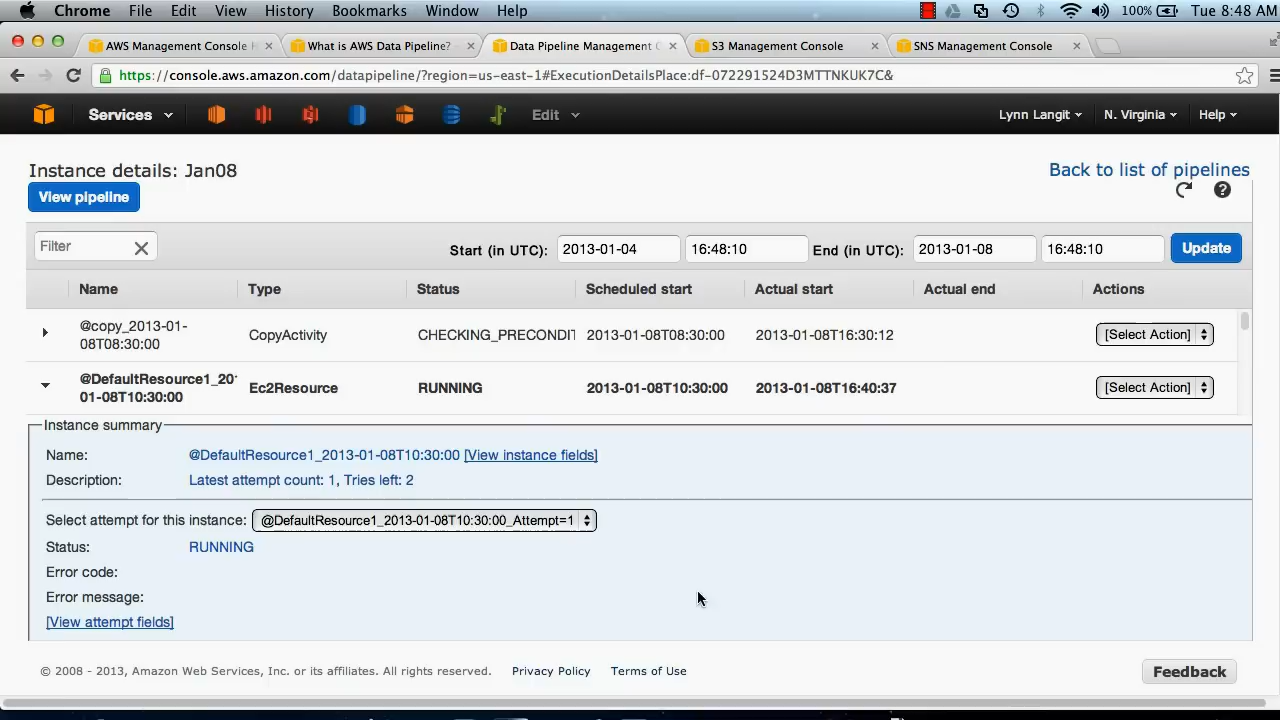 Chrome File Edit View History Bookmarks Window Help 100% Tue 8:48 AM
AWS Management Console H What is AWS Data Pipeline? Data Pipeline Management C S3 Management Console SNS Management Console
https://console.aws.amazon.com/datapipeline/?region=us-east-1#ExecutionDetailsPlace:df-072291524D3MTTNKUK7C&
Services Edit Lynn Langit N. Virginia Help
Instance details: Jan08
Back to list of pipelines
View pipeline
Filter Start (in UTC): 2013-01-04 16:48:10 End (in UTC): 2013-01-08 16:48:10 Update
Name Type Status Scheduled start Actual start Actual end Actions
@copy_2013-01-
08T08:30:00 CopyActivity CHECKING_PRECONDIT 2013-01-08T08:30:00 2013-01-08T16:30:12 [Select Action]
@DefaultResource1_20
01-08T10:30:00 Ec2Resource RUNNING 2013-01-08T10:30:00 2013-01-08T16:40:37 [Select Action]
Instance summary
Name: @DefaultResource1_2013-01-08T10:30:00 [View instance fields]
Description: Latest attempt count: 1, Tries left: 2
Select attempt for this instance: @DefaultResource1_2013-01-08T10:30:00_Attempt=1
Status: RUNNING
Error code:
Error message:
[View attempt fields]
© 2008 - 2013, Amazon Web Services, Inc. or its affiliates. All rights reserved. Privacy Policy Terms of Use Feedback